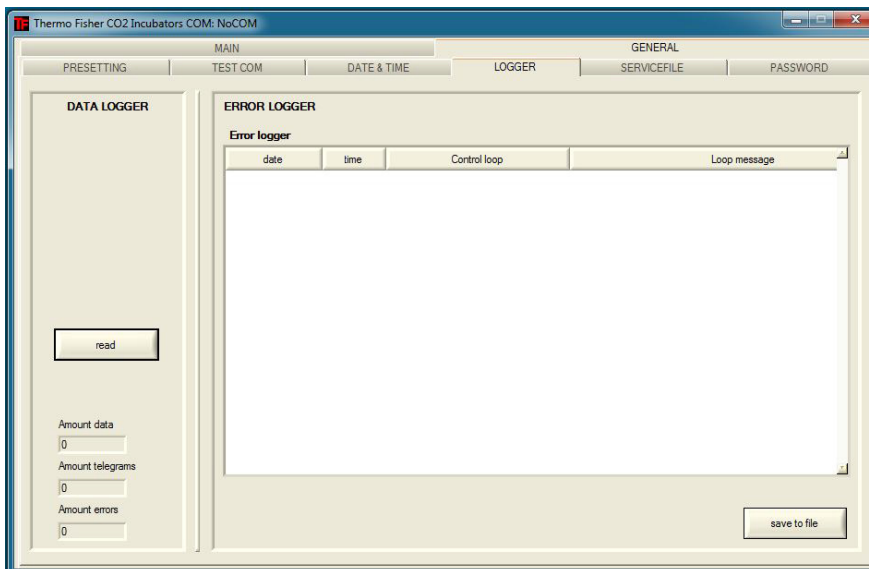 TF Thermo Fisher CO2 Incubators COM: NoCOM
MAIN GENERAL
PRESETTING TEST COM DATE & TIME LOGGER SERVICEFILE PASSWORD
DATA LOGGER
read
Amount data
0
Amount telegrams
0
Amount errors
0
ERROR LOGGER
Error logger
date time Control loop Loop message
save to file